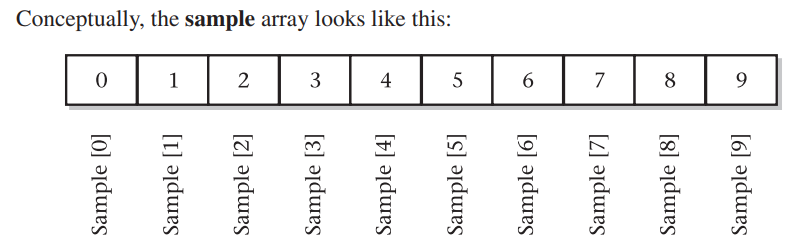 Conceptually, the sample array looks like this:
0 1 2 3 4 5 6 7 8 9
Sample [0] Sample [1] Sample [2] Sample [3] Sample [4] Sample [5] Sample [6] Sample [7] Sample [8] Sample [9]